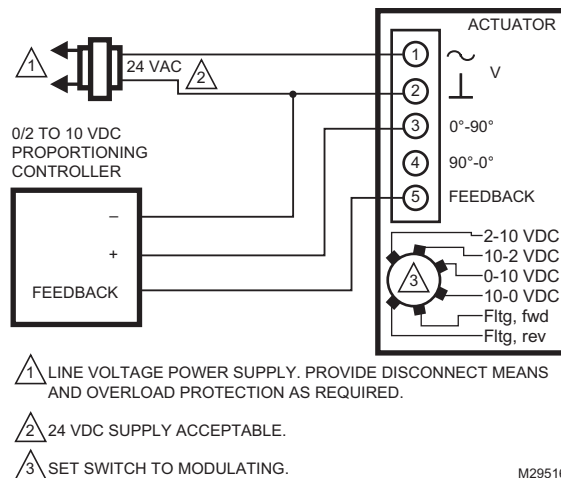 ACTUATOR
1
24 VAC
2
1
V
2
3
0°-90°
0/2 TO 10 VDC
PROPORTIONING
CONTROLLER
4
90°-0°
5
FEEDBACK
–
+
FEEDBACK
2-10 VDC
10-2 VDC
0-10 VDC
10-0 VDC
Fltg, fwd
Fltg, rev
3
1 LINE VOLTAGE POWER SUPPLY. PROVIDE DISCONNECT MEANS
AND OVERLOAD PROTECTION AS REQUIRED.
2 24 VDC SUPPLY ACCEPTABLE.
3 SET SWITCH TO MODULATING.
M29516